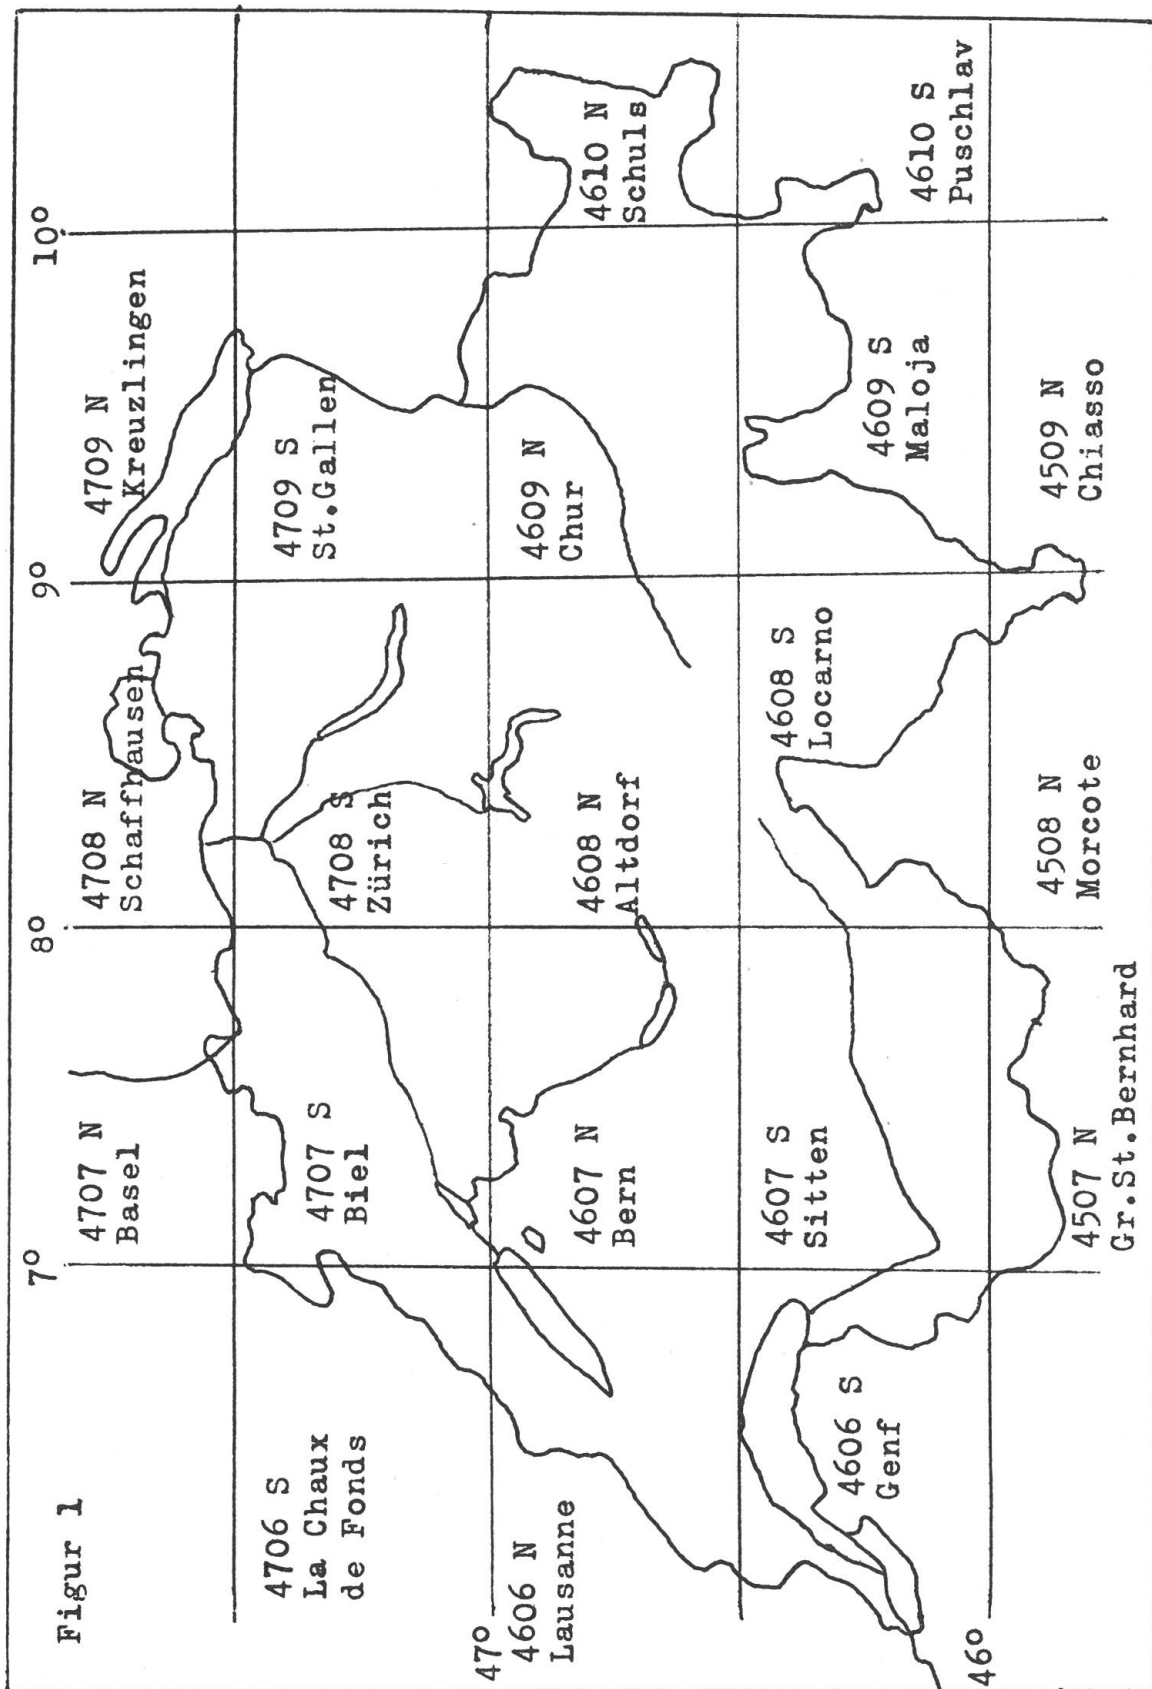 Figur 1
7°
8°
9°
10°
4707 N
Basel
4708 N
Schaffhausen
4709 N
Kreuzlingen
4706 S
La Chaux
de Fonds
4707 S
Biel
4708 S
Zürich
4709 S
St.Gallen
47°
4606 N
Lausanne
4607 N
Bern
4608 N
Altdorf
4609 N
Chur
4610 N
Schuls
4606 S
Genf
4607 S
Sitten
4608 S
Locarno
4609 S
Maloja
4610 S
Puschlav
46°
4507 N
Gr.St.Bernhard
4508 N
Morcote
4509 N
Chiasso